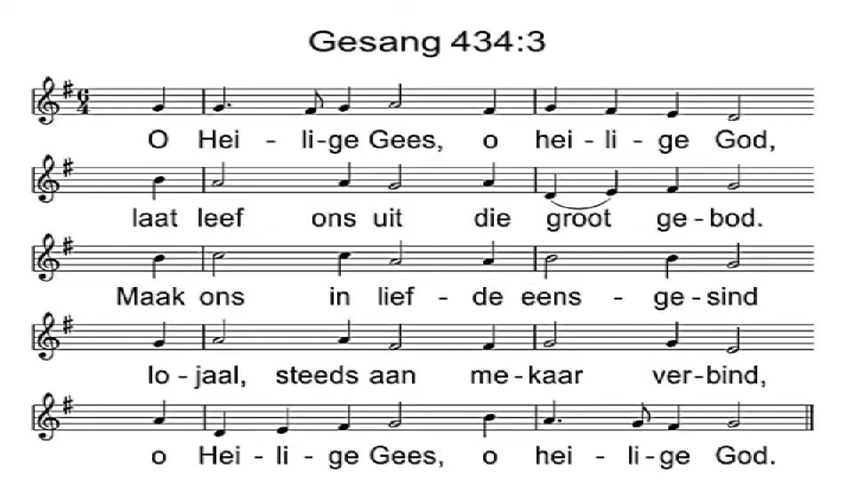 Gesang 434:3
6
4
O Hei - li-ge Gees, o hei - li - ge God,
laat leef ons uit die groot ge - bod.
Maak ons in lief - de eens - ge - sind
lo - jaal, steeds aan me - kaar ver - bind,
o Hei - li - ge Gees, o hei - li - ge God.